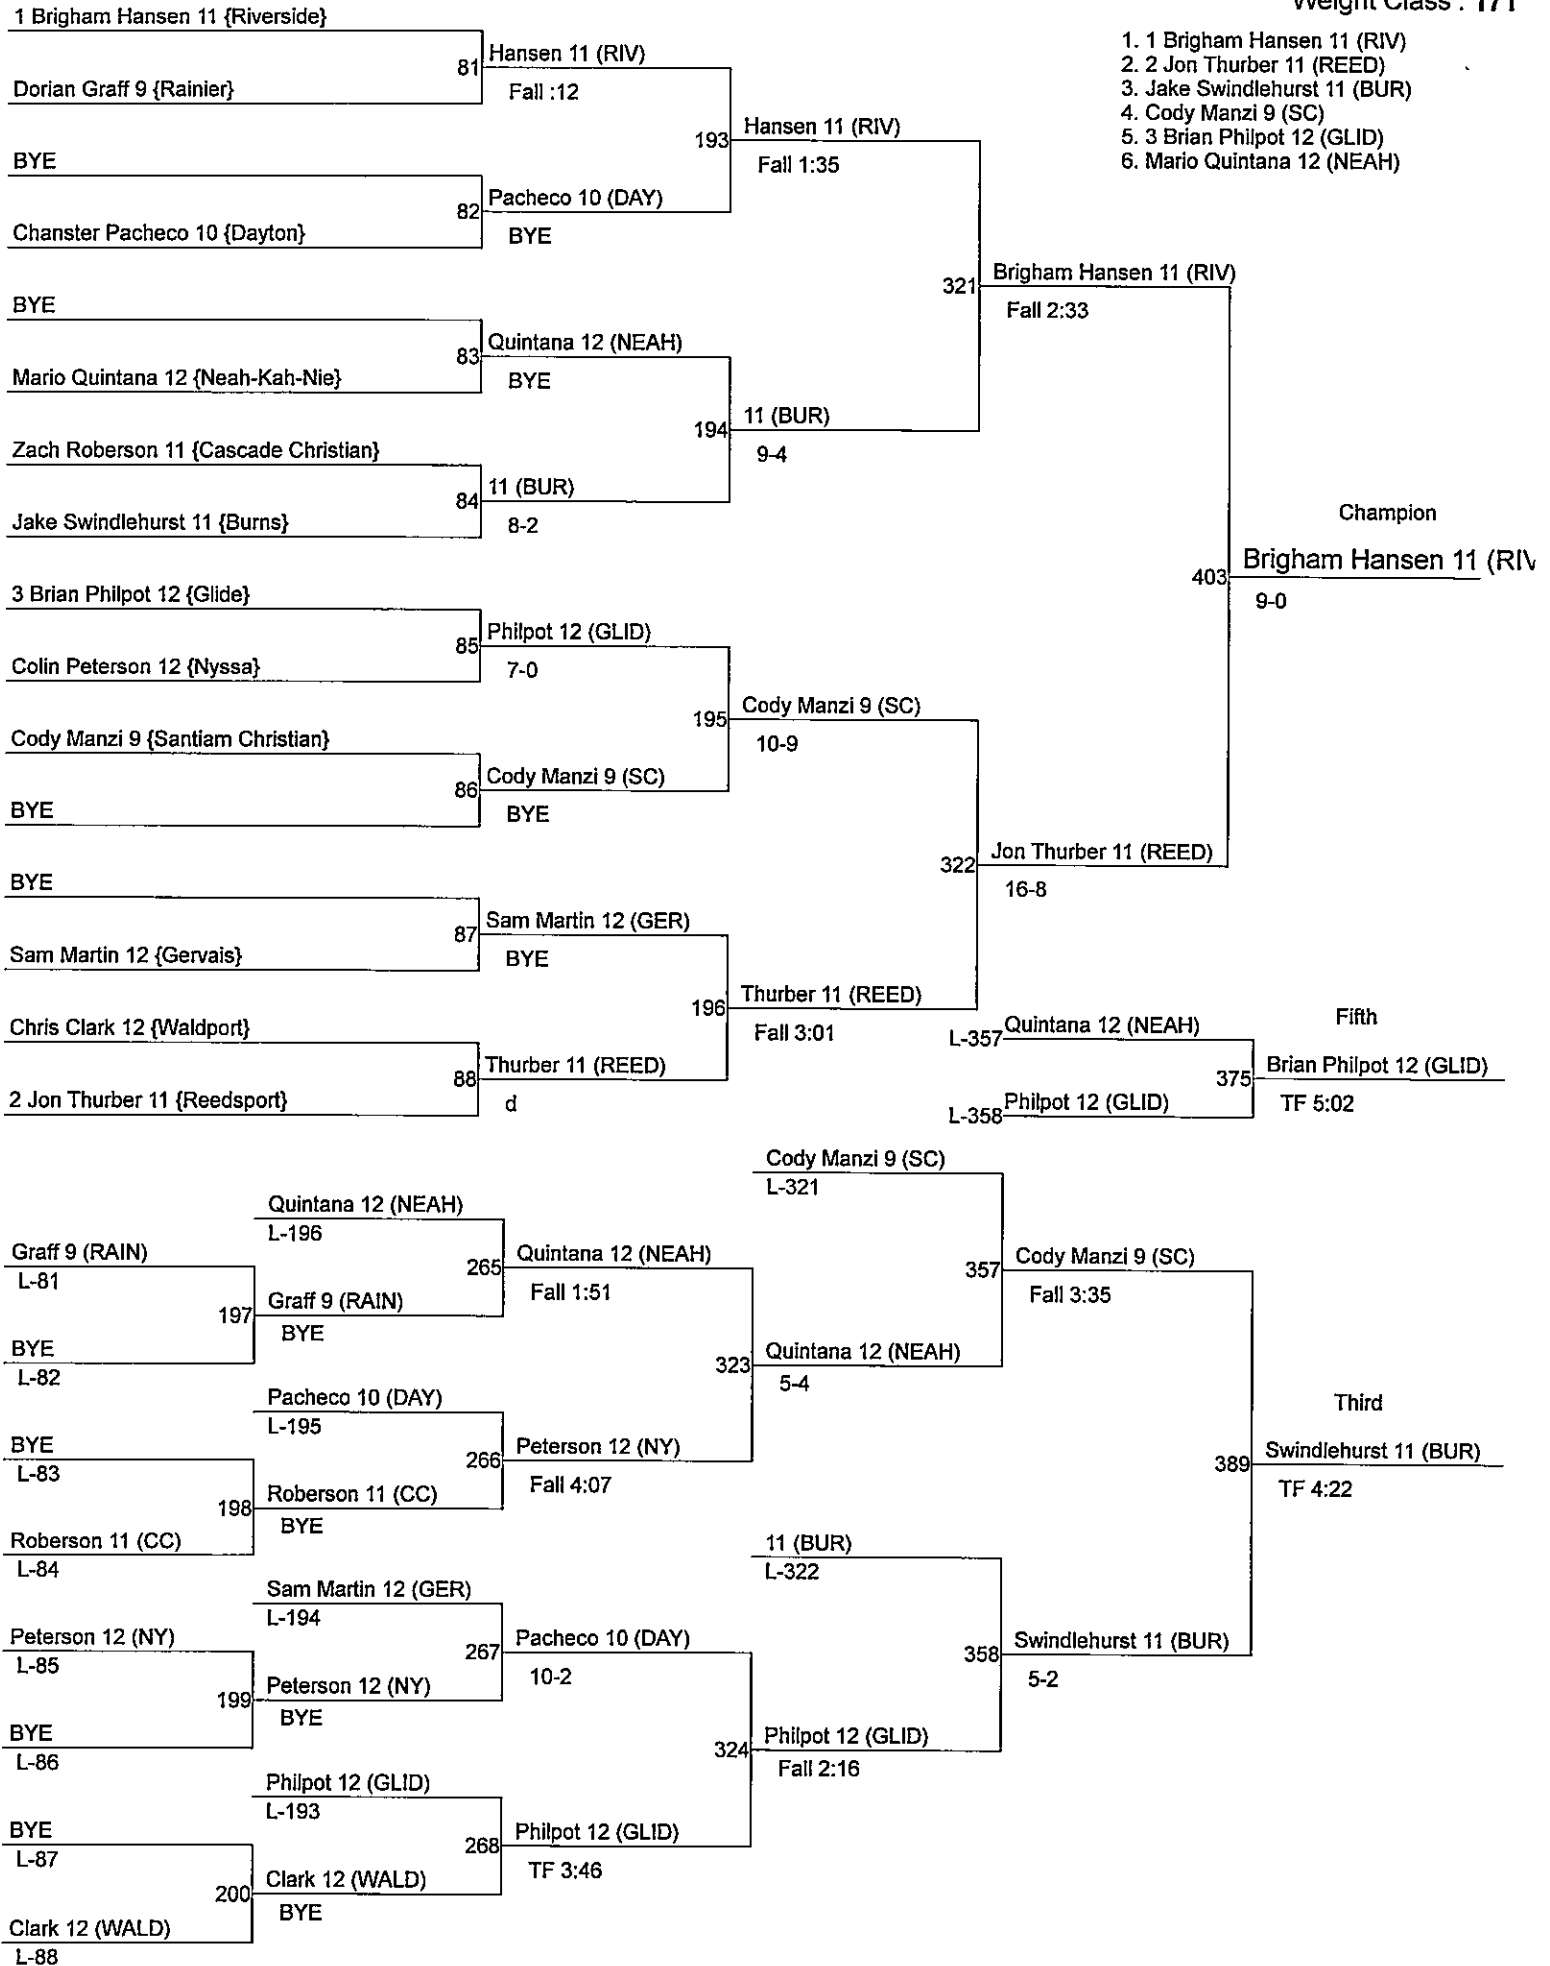 Weight Class : 171
1. 1 Brigham Hansen 11 (RIV)
2. 2 Jon Thurber 11 (REED)
3. Jake Swindlehurst 11 (BUR)
4. Cody Manzi 9 (SC)
5. 3 Brian Philpot 12 (GLID)
6. Mario Quintana 12 (NEAH)
1 Brigham Hansen 11 {Riverside}
81 Hansen 11 (RIV)
Fall :12
Dorian Graff 9 {Rainier}
193 Hansen 11 (RIV)
Fall 1:35
BYE
82 Pacheco 10 (DAY)
BYE
Chanster Pacheco 10 {Dayton}
321 Brigham Hansen 11 (RIV)
Fall 2:33
BYE
83 Quintana 12 (NEAH)
BYE
Mario Quintana 12 {Neah-Kah-Nie}
194 11 (BUR)
9-4
Zach Roberson 11 {Cascade Christian}
84 11 (BUR)
8-2
Jake Swindlehurst 11 {Burns}
Champion
403 Brigham Hansen 11 (RIV
9-0
3 Brian Philpot 12 {Glide}
85 Philpot 12 (GLID)
7-0
Colin Peterson 12 {Nyssa}
195 Cody Manzi 9 (SC)
10-9
Cody Manzi 9 {Santiam Christian}
86 Cody Manzi 9 (SC)
BYE
BYE
322 Jon Thurber 11 (REED)
16-8
BYE
87 Sam Martin 12 (GER)
BYE
Sam Martin 12 {Gervais}
196 Thurber 11 (REED)
Fall 3:01
Chris Clark 12 {Waldport}
88 Thurber 11 (REED)
d
2 Jon Thurber 11 {Reedsport}
Fifth
L-357 Quintana 12 (NEAH)
375 Brian Philpot 12 (GLID)
TF 5:02
L-358 Philpot 12 (GLID)
Cody Manzi 9 (SC)
L-321
Quintana 12 (NEAH)
L-196
Graff 9 (RAIN)
L-81
265 Quintana 12 (NEAH)
Fall 1:51
357 Cody Manzi 9 (SC)
Fall 3:35
197 Graff 9 (RAIN)
BYE
BYE
L-82
323 Quintana 12 (NEAH)
5-4
Pacheco 10 (DAY)
L-195
BYE
L-83
266 Peterson 12 (NY)
Fall 4:07
198 Roberson 11 (CC)
BYE
Roberson 11 (CC)
L-84
Third
389 Swindlehurst 11 (BUR)
TF 4:22
11 (BUR)
L-322
Sam Martin 12 (GER)
L-194
Peterson 12 (NY)
L-85
267 Pacheco 10 (DAY)
10-2
358 Swindlehurst 11 (BUR)
5-2
199 Peterson 12 (NY)
BYE
BYE
L-86
324 Philpot 12 (GLID)
Fall 2:16
Philpot 12 (GLID)
L-193
BYE
L-87
268 Philpot 12 (GLID)
TF 3:46
200 Clark 12 (WALD)
BYE
Clark 12 (WALD)
L-88